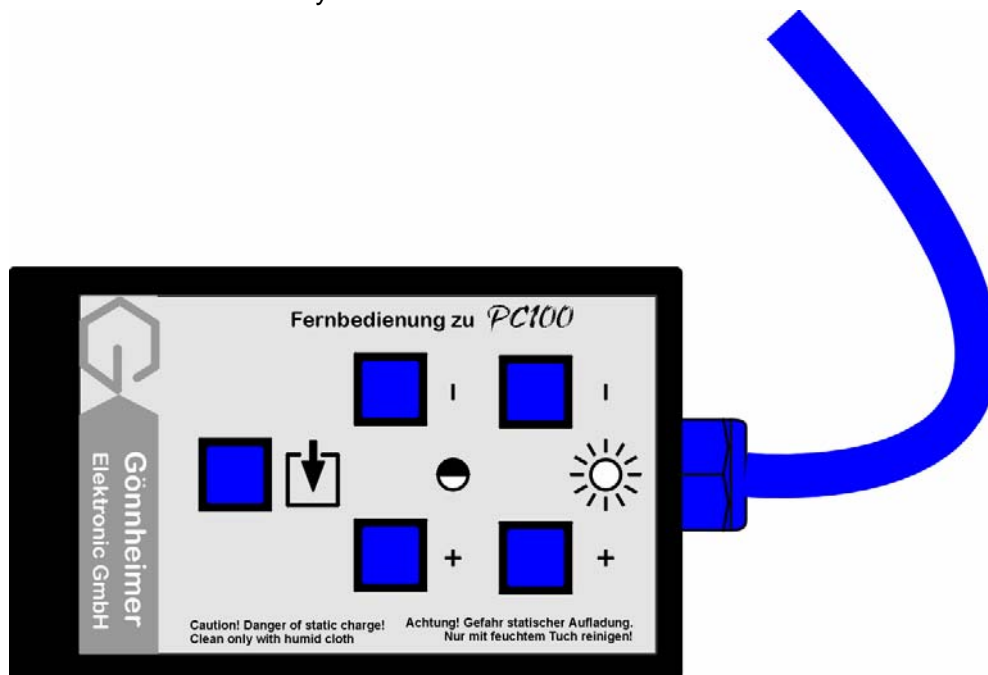 Fernbedienung zu PC100
Gönnheimer
Elektronic GmbH
Caution! Danger of static charge!
Clean only with humid cloth
Achtung! Gefahr statischer Aufladung.
Nur mit feuchtem Tuch reinigen!